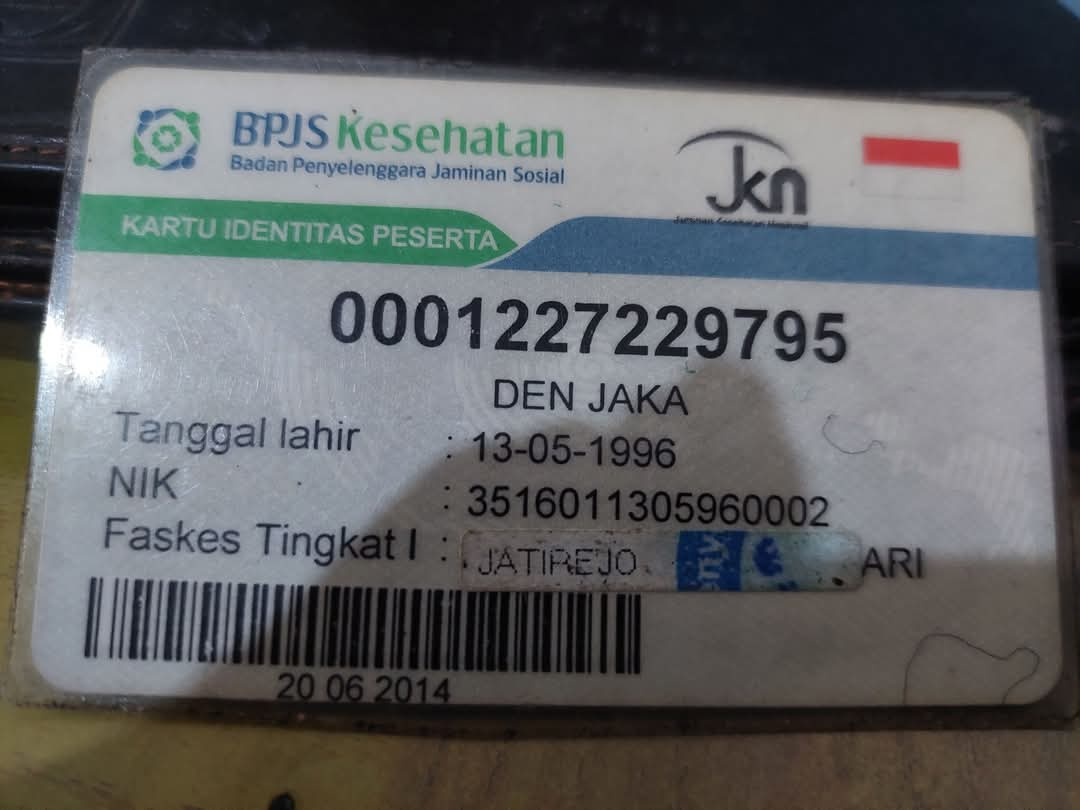 BPJS Kesehatan
Badan Penyelenggara Jaminan Sosial
Jkn
Jaminan Kesehatan Nasional
KARTU IDENTITAS PESERTA
0001227229795
DEN JAKA
Tanggal lahir : 13-05-1996
NIK : 3516011305960002
Faskes Tingkat I : JATIREJO ARI
20 06 2014